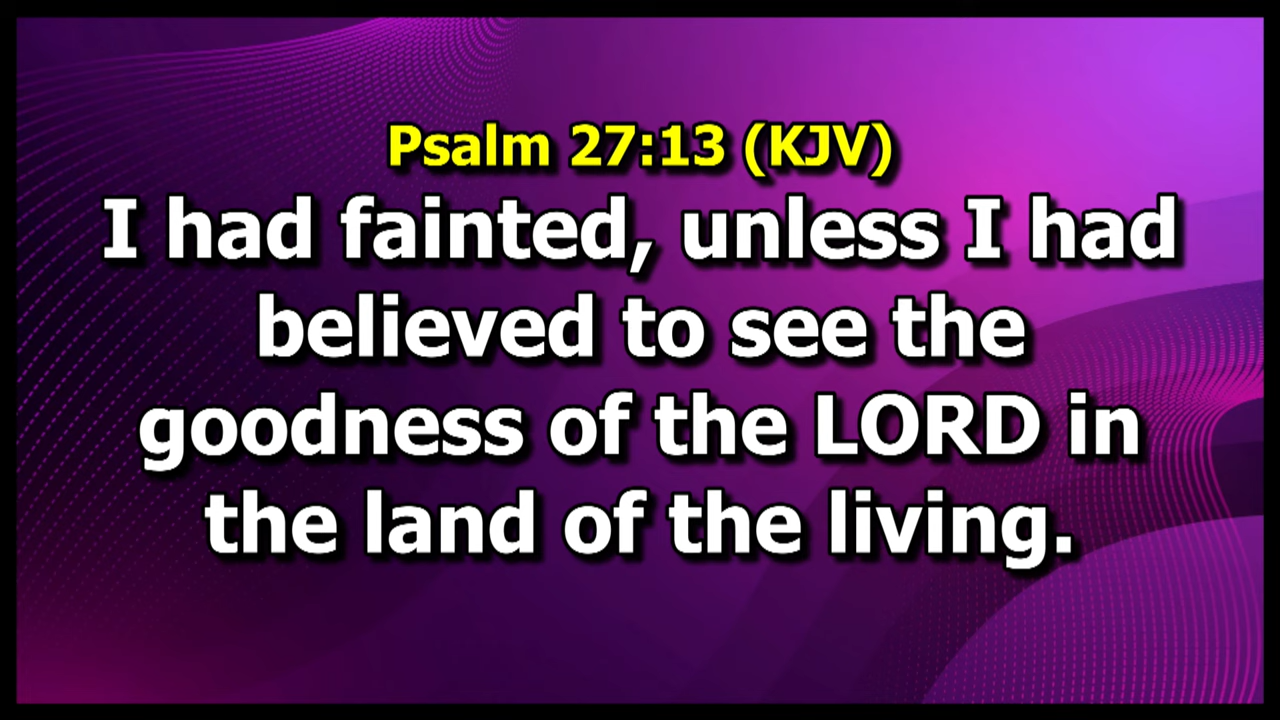 Psalm 27:13 (KJV)
I had fainted, unless I had
believed to see the
goodness of the LORD in
the land of the living.